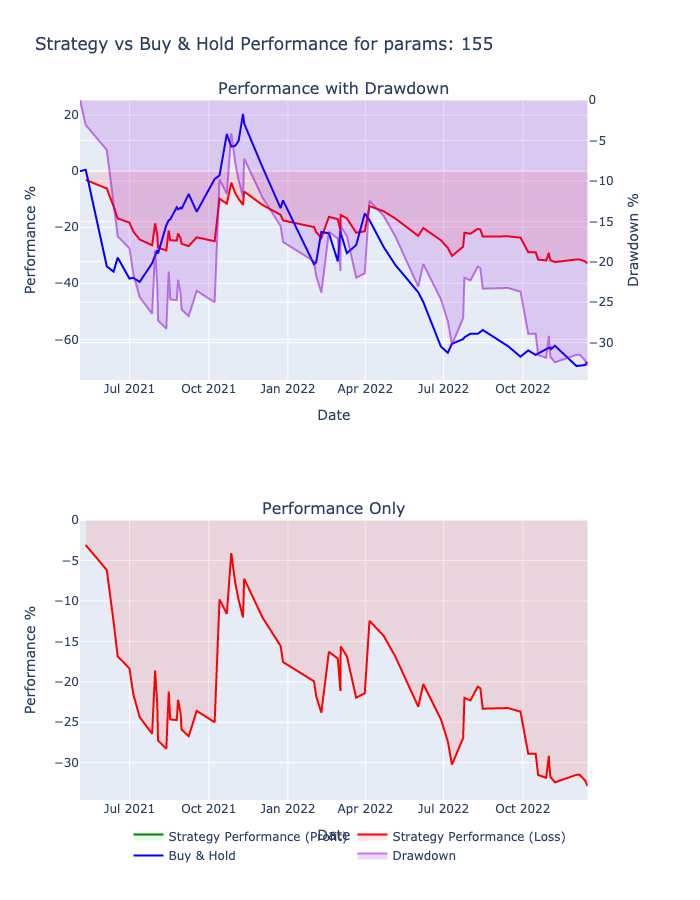 Strategy vs Buy & Hold Performance for params: 155
Performance with Drawdown
20
0
−20
−40
−60
0
−5
−10
−15
−20
−25
−30
Performance %
Drawdown %
Jul 2021 Oct 2021 Jan 2022 Apr 2022 Jul 2022 Oct 2022
Date
Performance Only
0
−5
−10
−15
−20
−25
−30
Performance %
Jul 2021 Oct 2021 Jan 2022 Apr 2022 Jul 2022 Oct 2022
Date
Strategy Performance (Profit) Strategy Performance (Loss)
Buy & Hold Drawdown